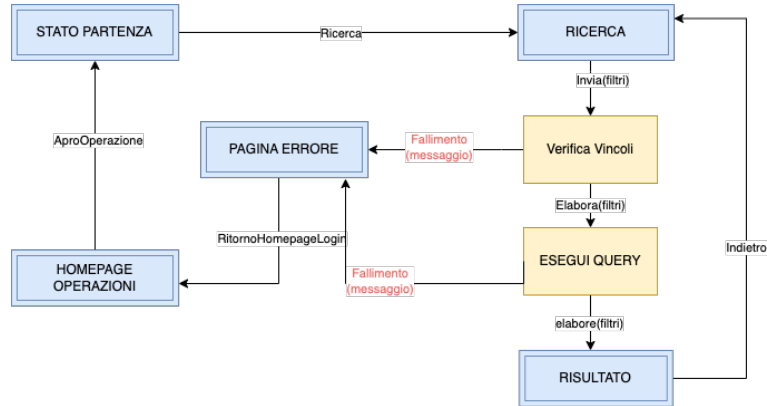 STATO PARTENZA
Ricerca
RICERCA
Invia(filtri)
AproOperazione
PAGINA ERRORE
Fallimento
(messaggio)
Verifica Vincoli
Elabora(filtri)
RitornoHomepageLogin
Indietro
HOMEPAGE
OPERAZIONI
Fallimento
(messaggio)
ESEGUI QUERY
elabore(filtri)
RISULTATO